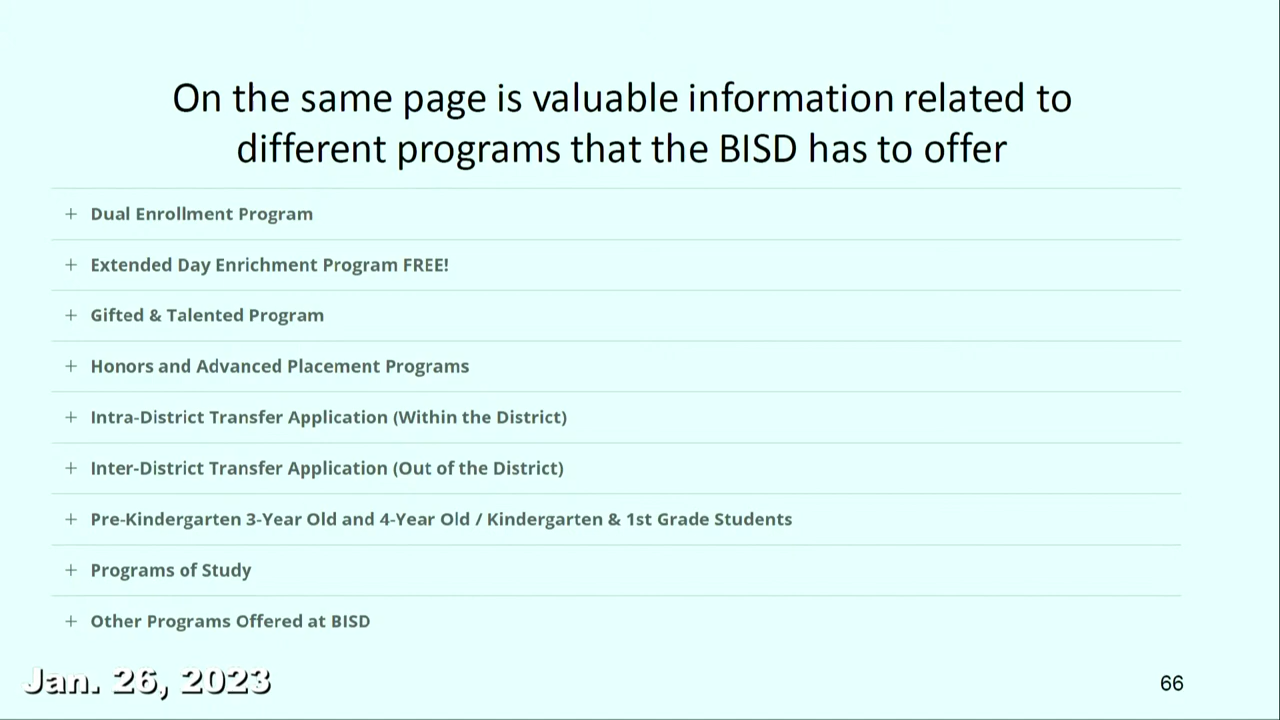 On the same page is valuable information related to
different programs that the BISD has to offer
+ Dual Enrollment Program
+ Extended Day Enrichment Program FREE!
+ Gifted & Talented Program
+ Honors and Advanced Placement Programs
+ Intra-District Transfer Application (Within the District)
+ Inter-District Transfer Application (Out of the District)
+ Pre-Kindergarten 3-Year Old and 4-Year Old / Kindergarten & 1st Grade Students
+ Programs of Study
+ Other Programs Offered at BISD
Jan. 26, 2023
66